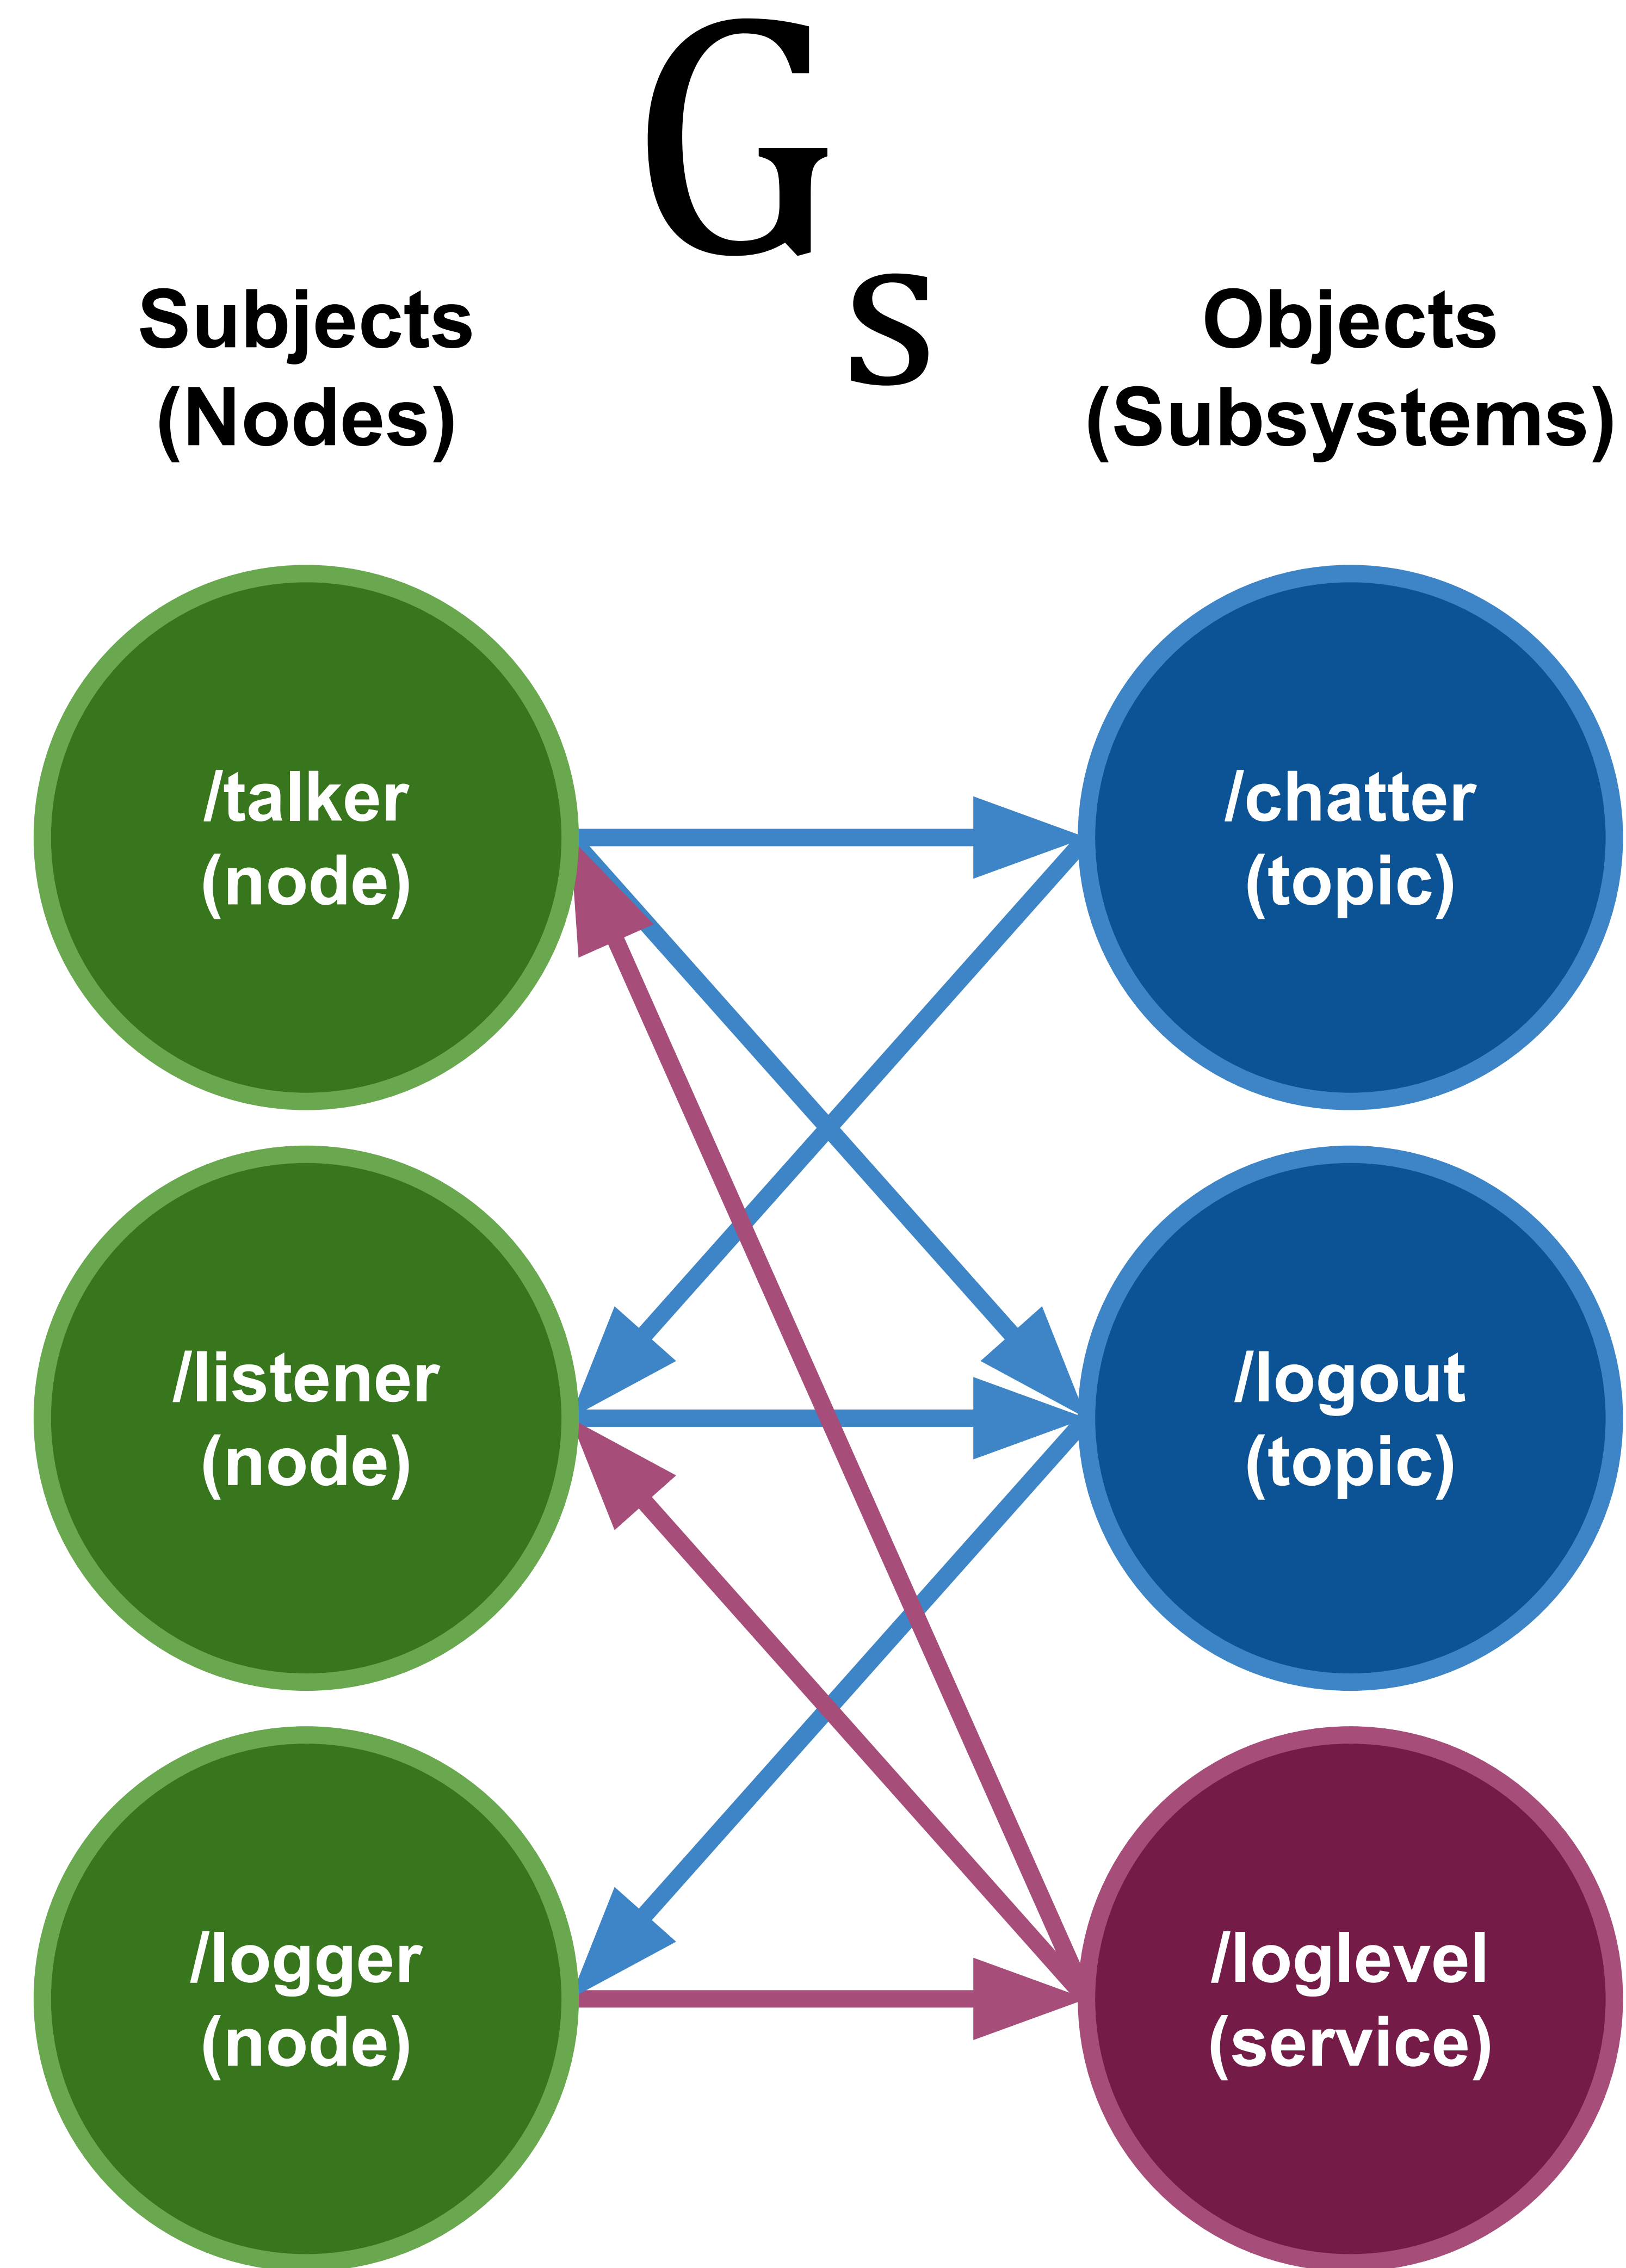 G
s
Subjects
(Nodes)
Objects
(Subsystems)
/talker
(node)
/chatter
(topic)
/listener
(node)
/logout
(topic)
/logger
(node)
/loglevel
(service)